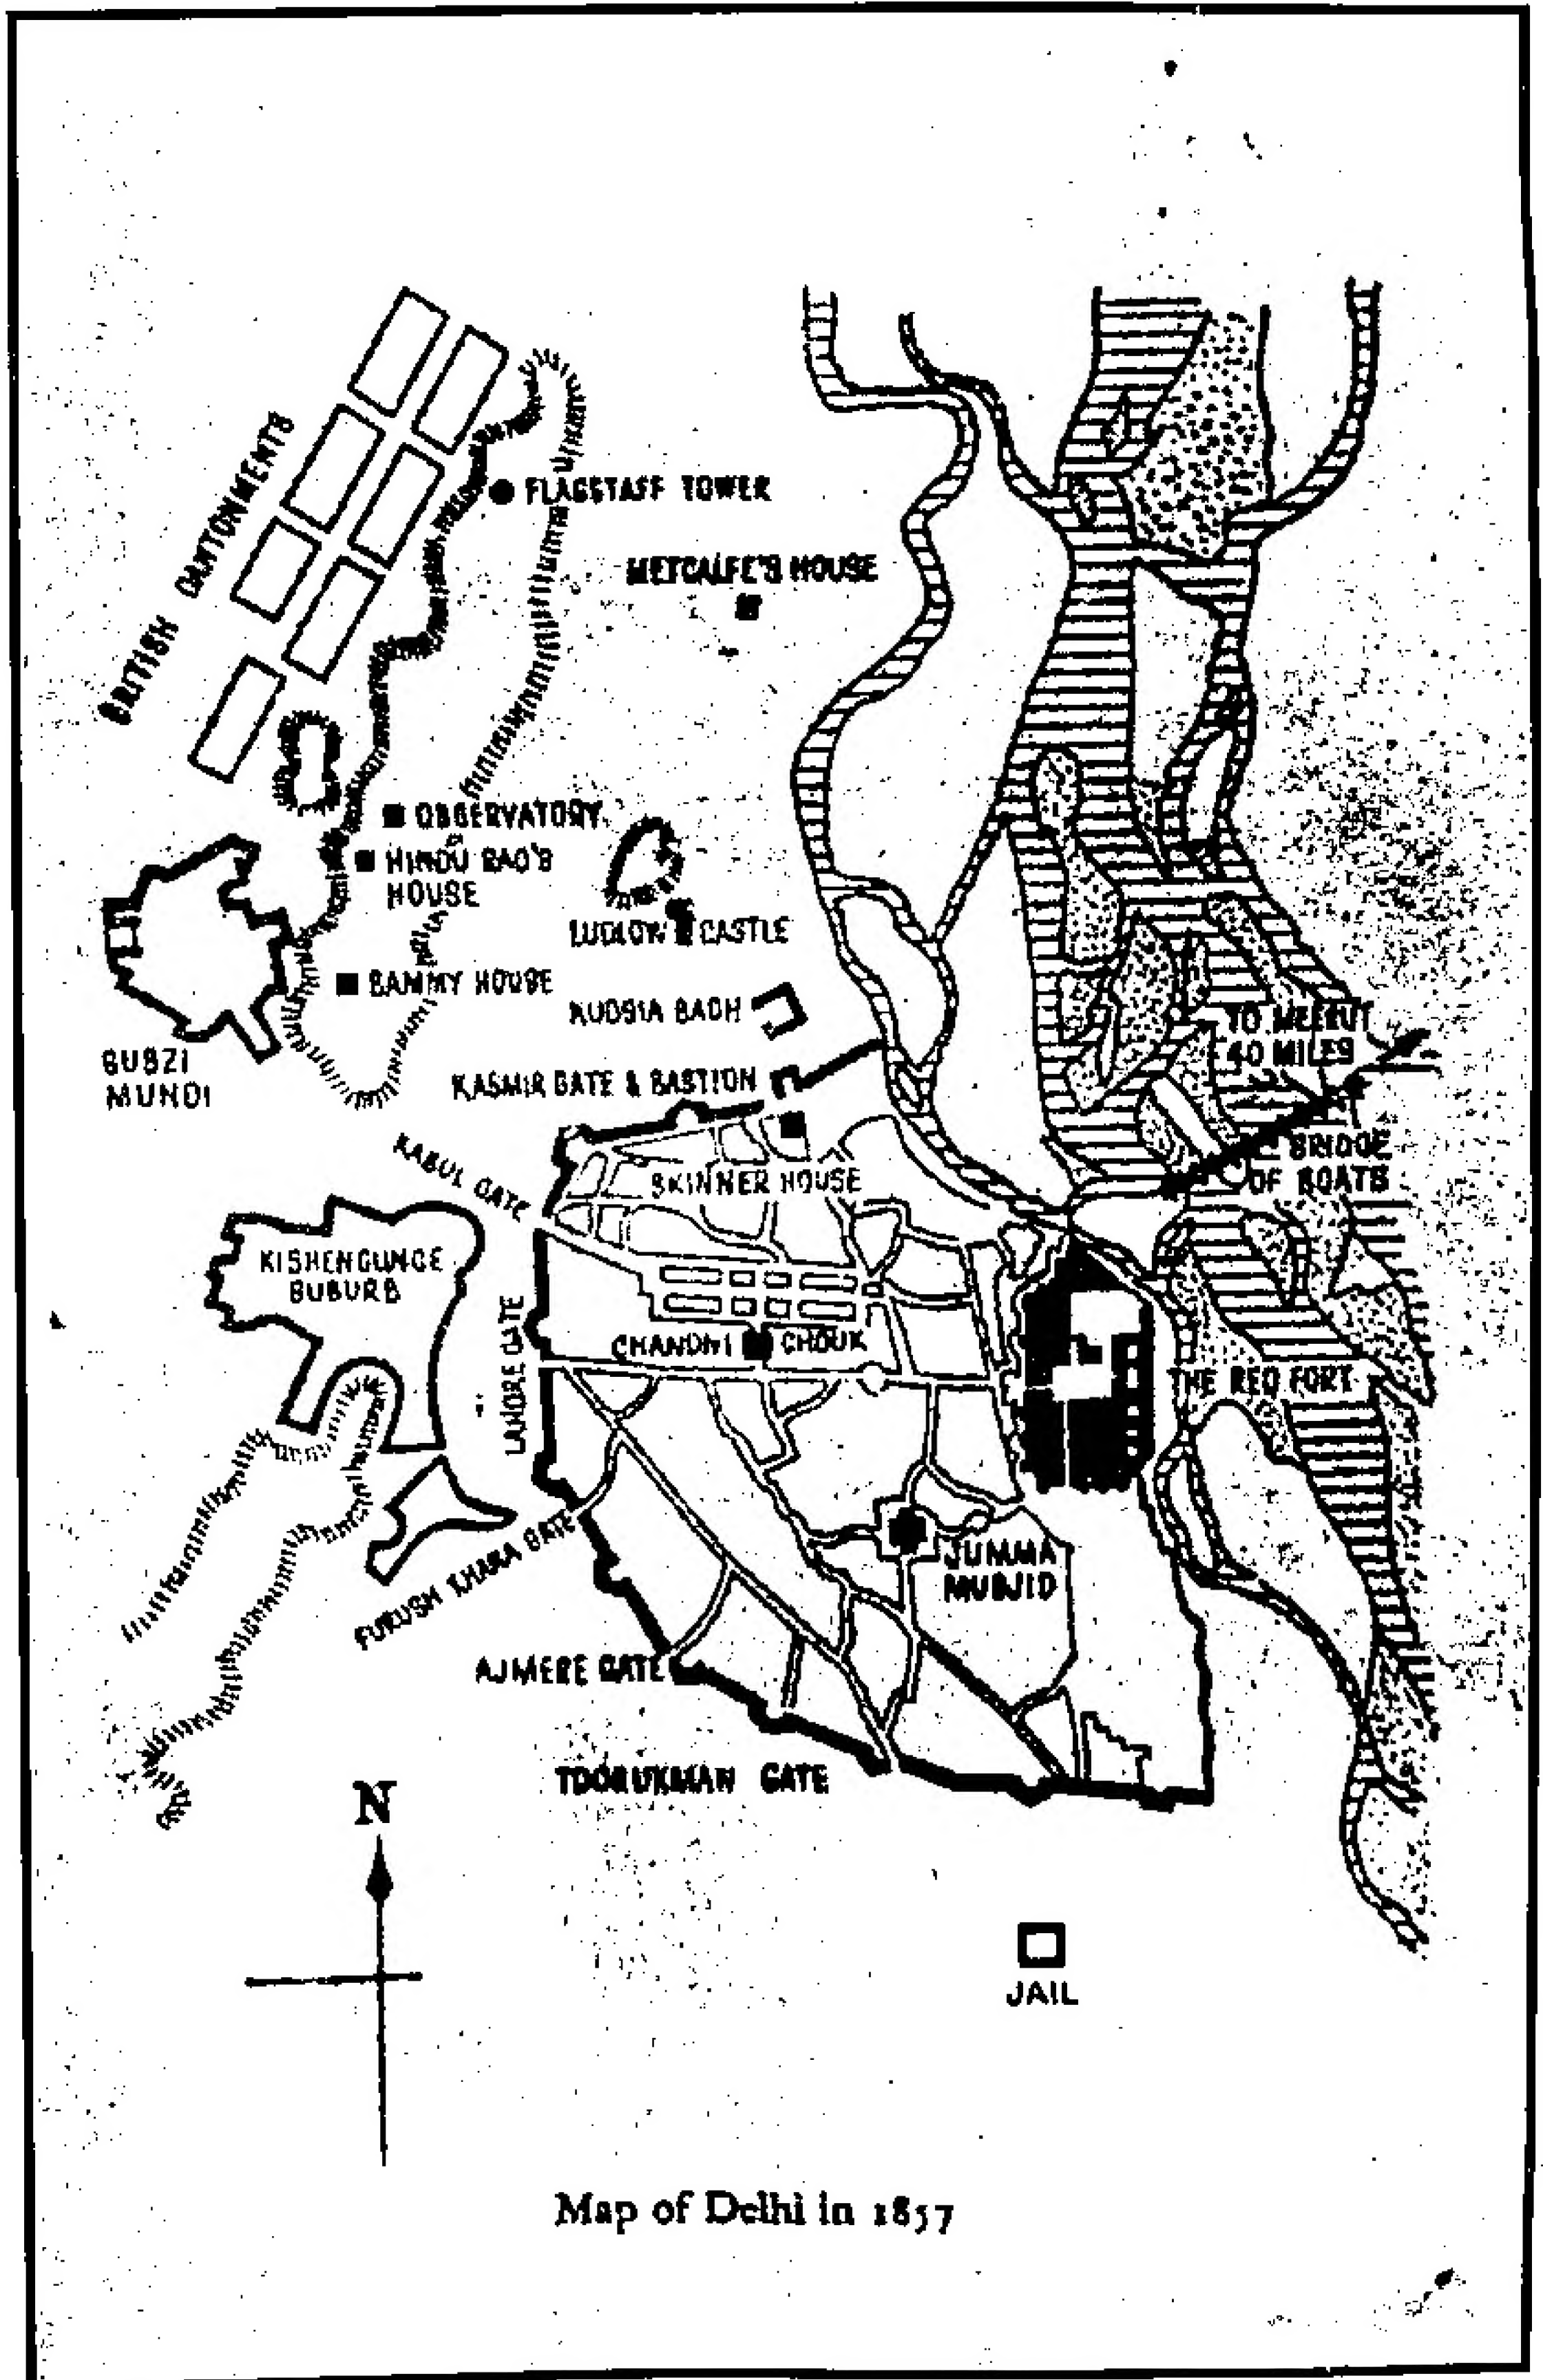 BRITISH CANTONMENTS
FLAGSTAFF TOWER
METCALFE'S HOUSE
OBSERVATORY
HINDU RAO'S
HOUSE
LUDLOW CASTLE
SAMMY HOUSE
KUDSIA BAGH
SUBZI
MUNDI
TO MEERUT
40 MILES
KASMIR GATE & BASTION
BRIDGE
OF BOATS
KABUL GATE
SKINNER HOUSE
KISHENGUNGE
SUBURB
LAHORE GATE
CHANDNI CHOUK
THE RED FORT
FURUSH KHANA GATE
JUMMA
MUSJID
AJMERE GATE
TOORUKMAN GATE
N
JAIL
Map of Delhi in 1857